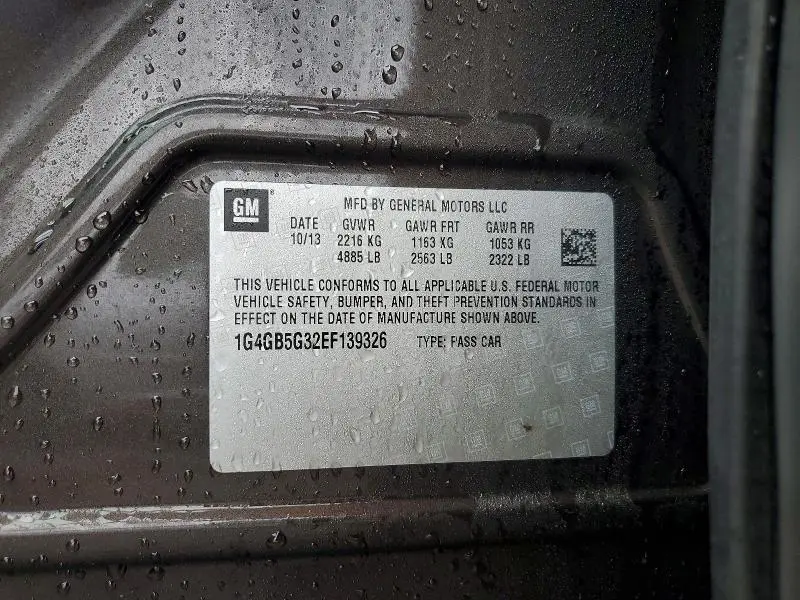 GM
MFD BY GENERAL MOTORS LLC
DATE GVWR GAWR FRT GAWR RR
10/13 2216 KG 1163 KG 1053 KG
4885 LB 2563 LB 2322 LB
THIS VEHICLE CONFORMS TO ALL APPLICABLE U.S. FEDERAL MOTOR
VEHICLE SAFETY, BUMPER, AND THEFT PREVENTION STANDARDS IN
EFFECT ON THE DATE OF MANUFACTURE SHOWN ABOVE.
1G4GB5G32EF139326 TYPE: PASS CAR